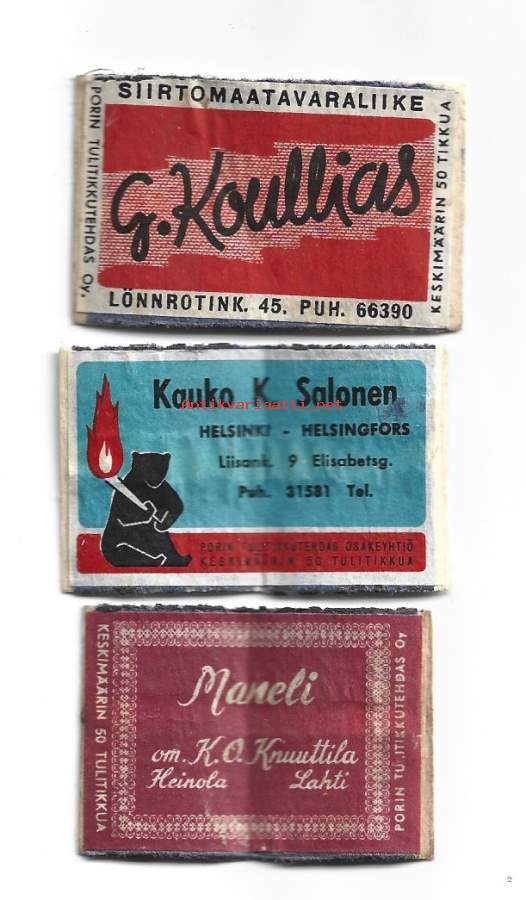 SIIRTOMAATAVARALIIKE
PORIN TULITIKKUTEHDAS OY.
G. Koullias
KESKIMÄÄRIN 50 TIKKUA
LÖNNROTINK. 45. PUH. 66390
Kauko K. Salonen
antikvariaatti.net
HELSINKI - HELSINGFORS
Liisank. 9 Elisabetsg.
Puh. 31581 Tel.
PORIN TULITIKKUTEHDAS OSAKEYHTIÖ
KESKIMÄÄRIN 50 TULITIKKUA
KESKIMÄÄRIN 50 TULITIKKUA
Maneli
om. K.O. Knuuttila
Heinola Lahti
PORIN TULITIKKUTEHDAS OY